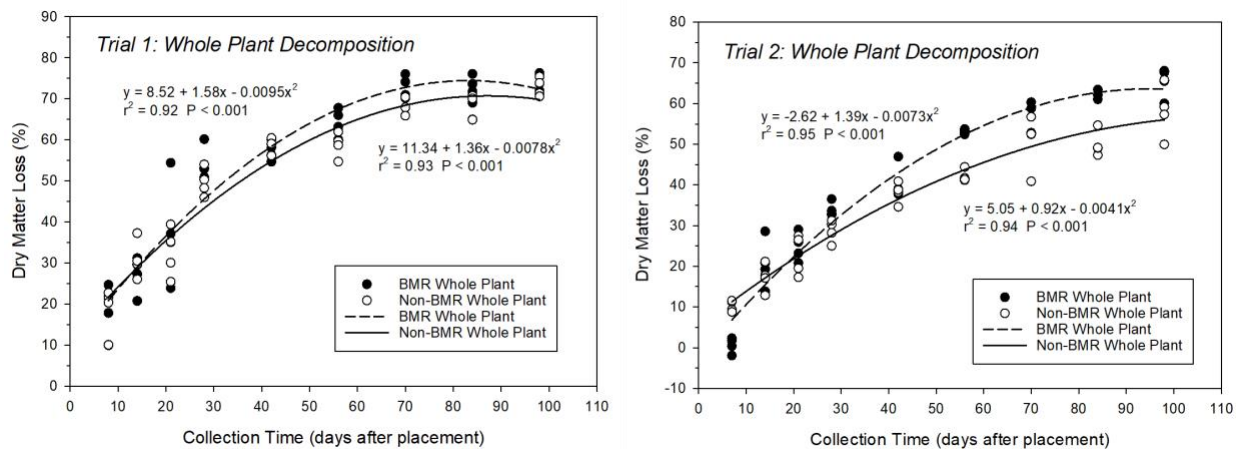 Trial 1: Whole Plant Decomposition
y = 8.52 + 1.58x - 0.0095x²
r² = 0.92 P < 0.001
y = 11.34 + 1.36x - 0.0078x²
r² = 0.93 P < 0.001
BMR Whole Plant
Non-BMR Whole Plant
BMR Whole Plant
Non-BMR Whole Plant
Dry Matter Loss (%)
90
80
70
60
50
40
30
20
10
0
0 10 20 30 40 50 60 70 80 90 100 110
Collection Time (days after placement)
Trial 2: Whole Plant Decomposition
y = -2.62 + 1.39x - 0.0073x²
r² = 0.95 P < 0.001
y = 5.05 + 0.92x - 0.0041x²
r² = 0.94 P < 0.001
BMR Whole Plant
Non-BMR Whole Plant
BMR Whole Plant
Non-BMR Whole Plant
Dry Matter Loss (%)
80
70
60
50
40
30
20
10
0
-10
0 10 20 30 40 50 60 70 80 90 100 110
Collection Time (days after placement)